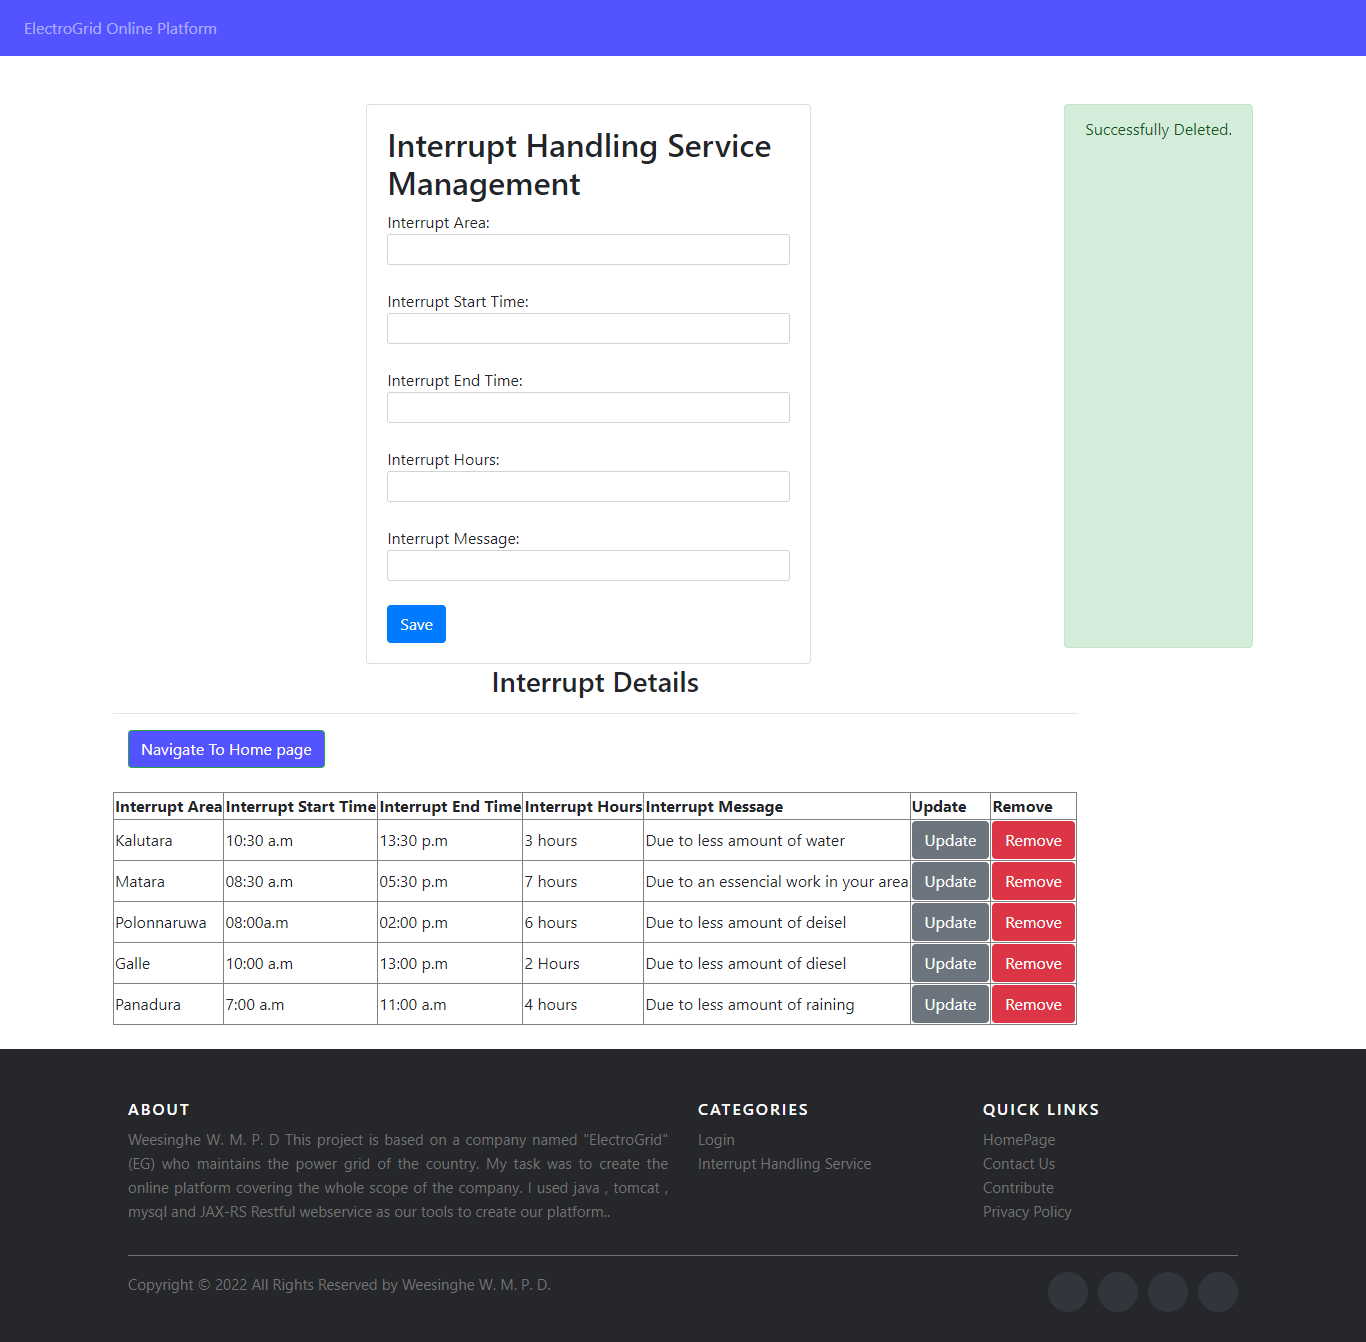 ElectroGrid Online Platform
Interrupt Handling Service
Management
Successfully Deleted.
Interrupt Area:
Interrupt Start Time:
Interrupt End Time:
Interrupt Hours:
Interrupt Message:
Save
Interrupt Details
Navigate To Home page
Interrupt Area Interrupt Start Time Interrupt End Time Interrupt Hours Interrupt Message Update Remove
Kalutara 10:30 a.m 13:30 p.m 3 hours Due to less amount of water Update Remove
Matara 08:30 a.m 05:30 p.m 7 hours Due to an essencial work in your area Update Remove
Polonnaruwa 08:00a.m 02:00 p.m 6 hours Due to less amount of deisel Update Remove
Galle 10:00 a.m 13:00 p.m 2 Hours Due to less amount of diesel Update Remove
Panadura 7:00 a.m 11:00 a.m 4 hours Due to less amount of raining Update Remove
ABOUT
Weesinghe W. M. P. D This project is based on a company named "ElectroGrid"
(EG) who maintains the power grid of the country. My task was to create the
online platform covering the whole scope of the company. I used java , tomcat ,
mysql and JAX-RS Restful webservice as our tools to create our platform..
CATEGORIES
Login
Interrupt Handling Service
QUICK LINKS
HomePage
Contact Us
Contribute
Privacy Policy
Copyright © 2022 All Rights Reserved by Weesinghe W. M. P. D.